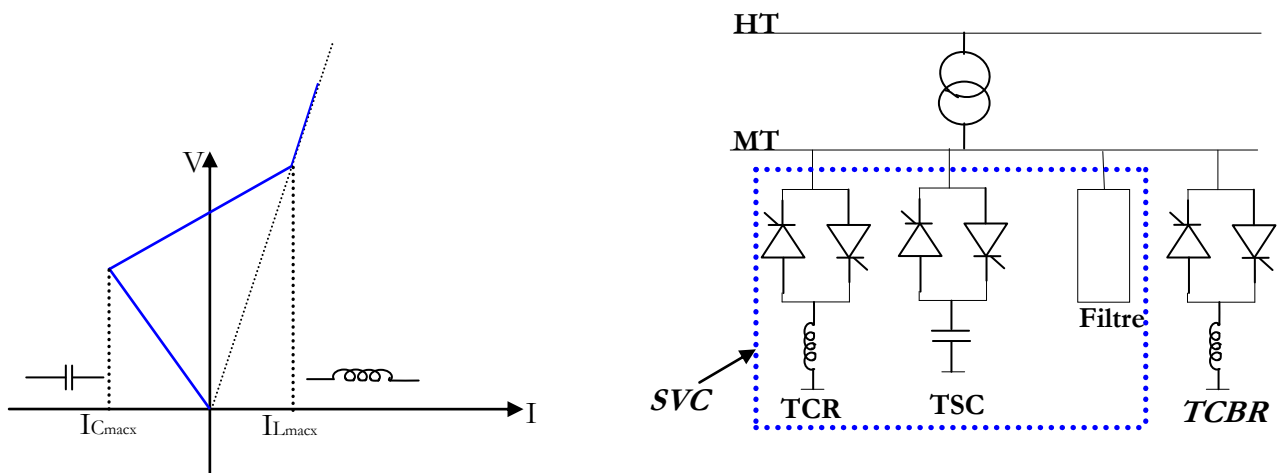 V
I
ICmacx
ILmacx
HT
MT
Filtre
SVC
TCR
TSC
TCBR